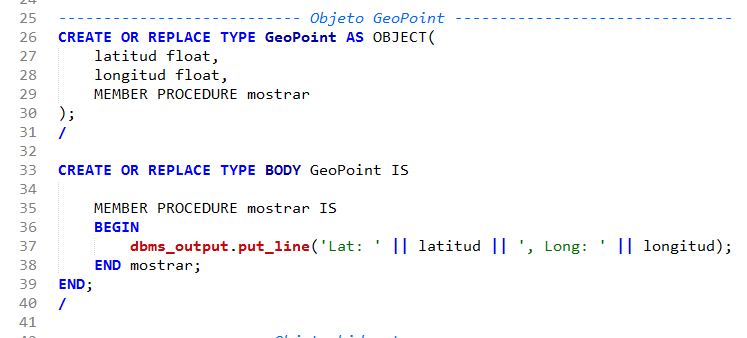 25 --------------------------- Objeto GeoPoint -------------------------------
26 CREATE OR REPLACE TYPE GeoPoint AS OBJECT(
27     latitud float,
28     longitud float,
29     MEMBER PROCEDURE mostrar
30 );
31 /
32
33 CREATE OR REPLACE TYPE BODY GeoPoint IS
34
35     MEMBER PROCEDURE mostrar IS
36     BEGIN
37         dbms_output.put_line('Lat: ' || latitud || ', Long: ' || longitud);
38     END mostrar;
39 END;
40 /
41